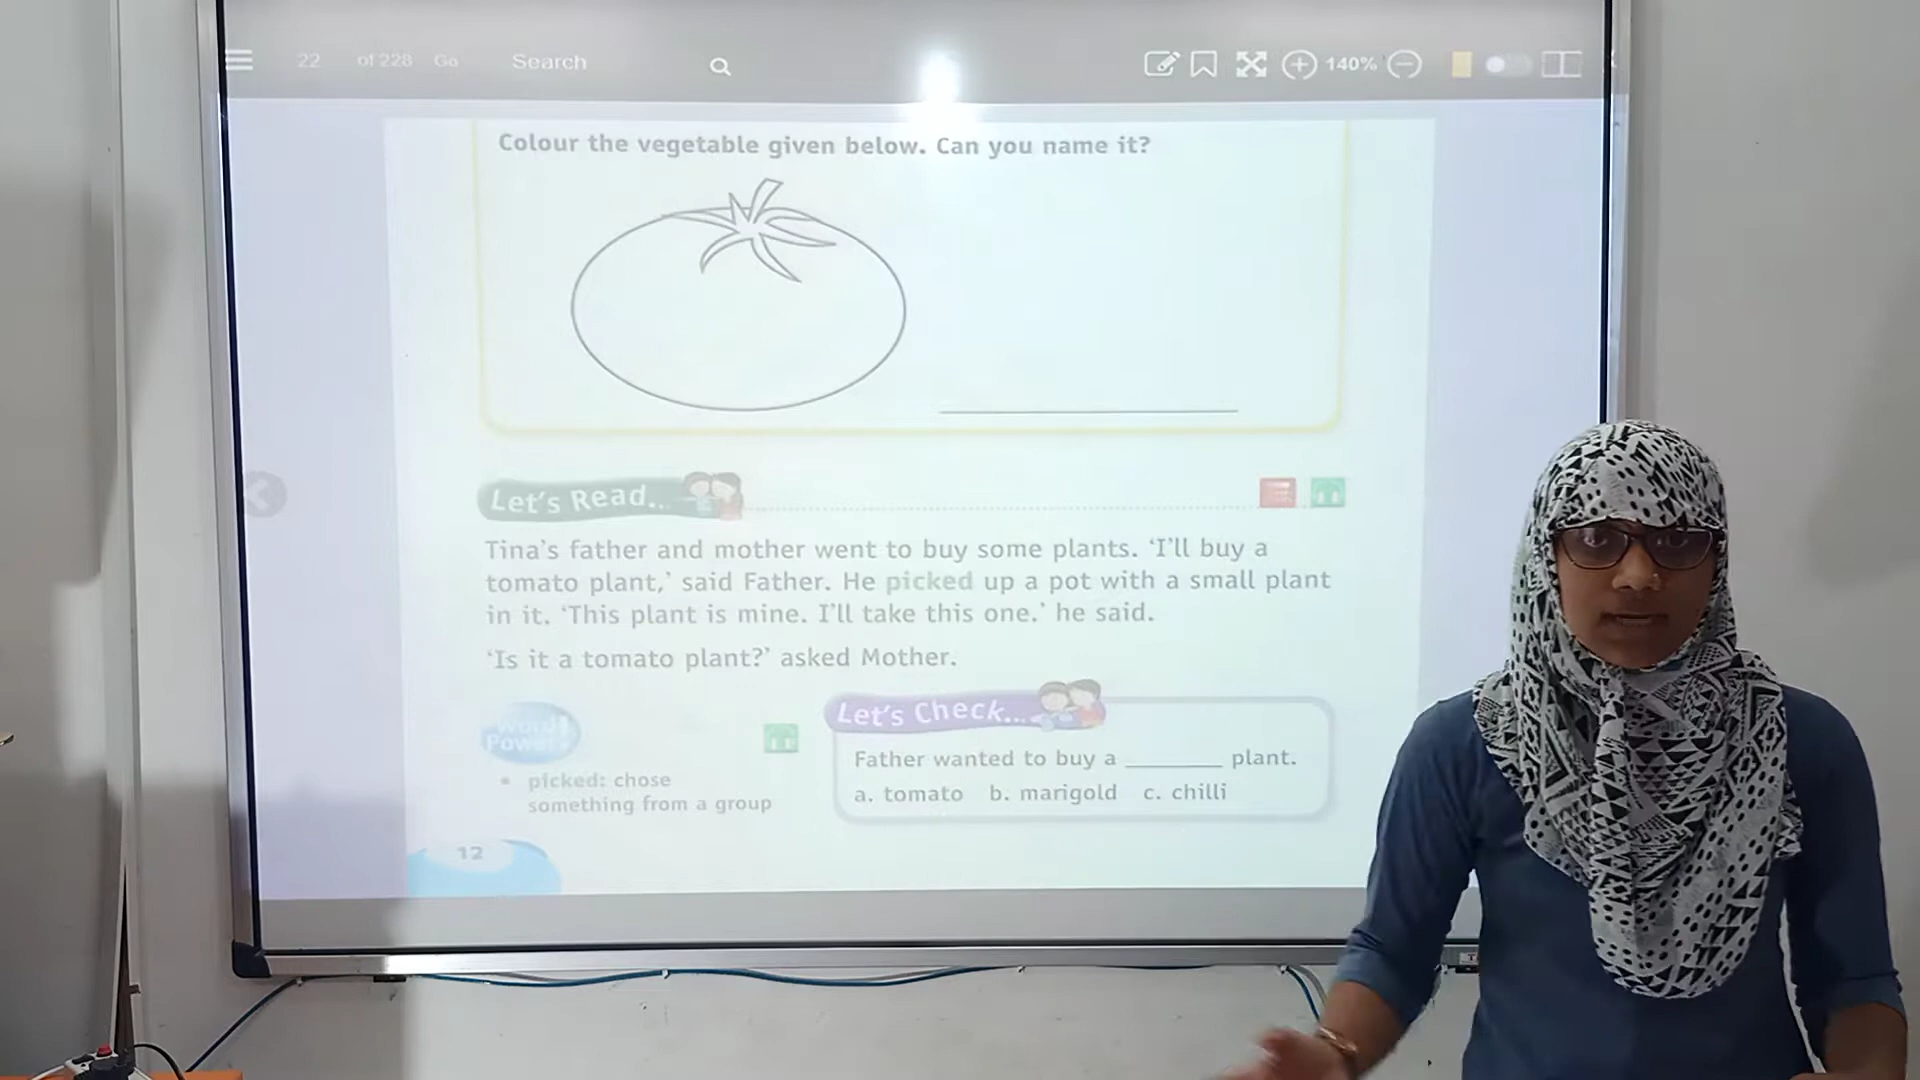 22 of 228 Go Search 140%
Colour the vegetable given below. Can you name it?
Let's Read...
Tina's father and mother went to buy some plants. ‘I'll buy a
tomato plant,’ said Father. He picked up a pot with a small plant
in it. ‘This plant is mine. I'll take this one.’ he said.
‘Is it a tomato plant?’ asked Mother.
Word
Power
• picked: chose
something from a group
Let's Check...
Father wanted to buy a ________ plant.
a. tomato b. marigold c. chilli
12